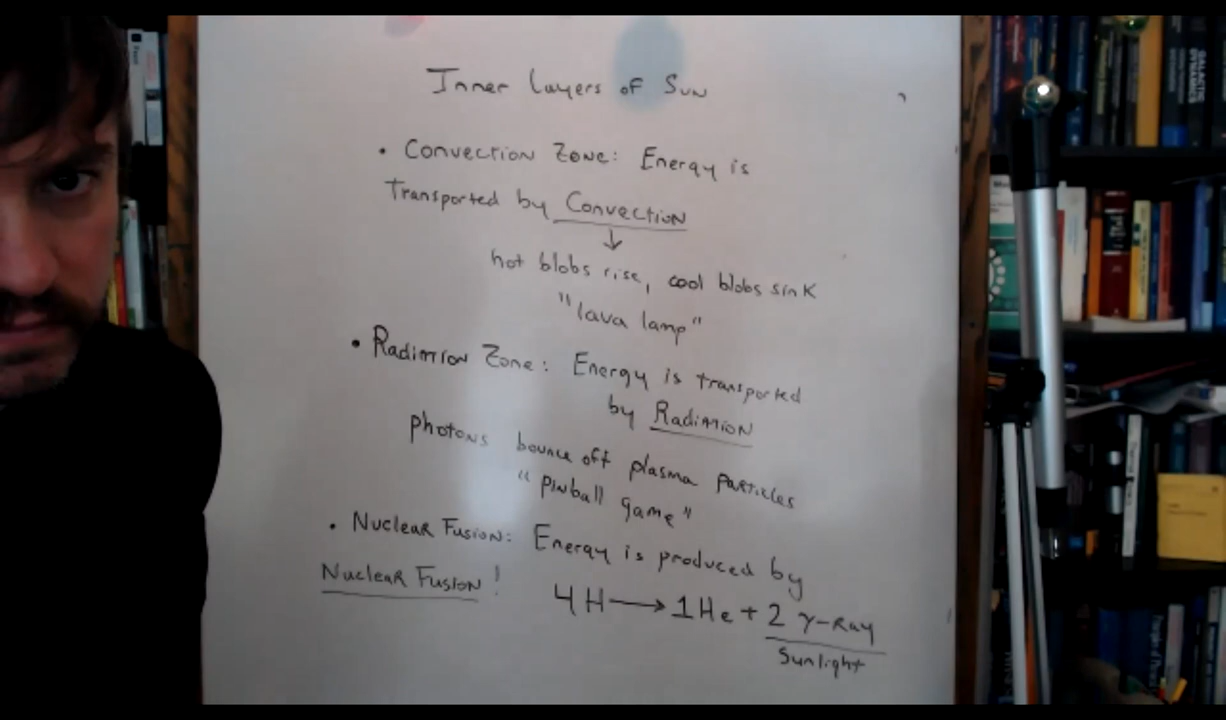 Inner Layers of Sun
• Convection Zone: Energy is
Transported by Convection
↓
hot blobs rise, cool blobs sink
"lava lamp"
• Radiation Zone: Energy is transported
by Radiation
photons bounce off plasma particles
"pinball game"
• Nuclear Fusion: Energy is produced by
Nuclear Fusion!
4H → 1He + 2 γ-Ray
Sunlight
GALACTIC
DYNAMICS